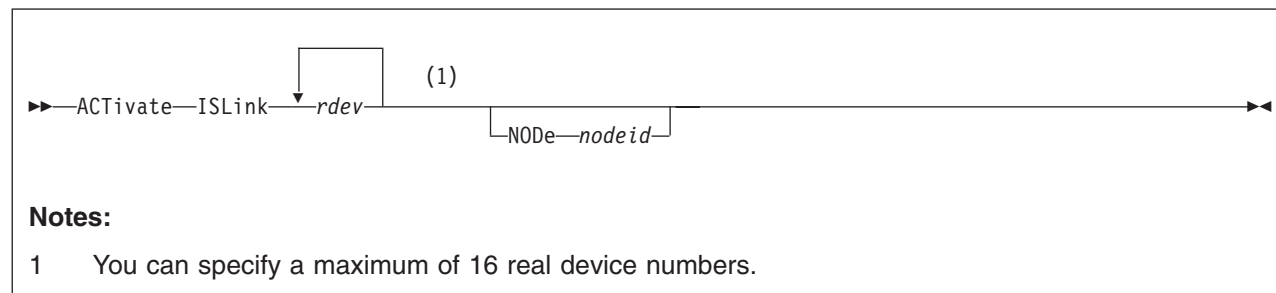 (1)
ACTivate ISLink rdev
NODe nodeid
Notes:
1 You can specify a maximum of 16 real device numbers.